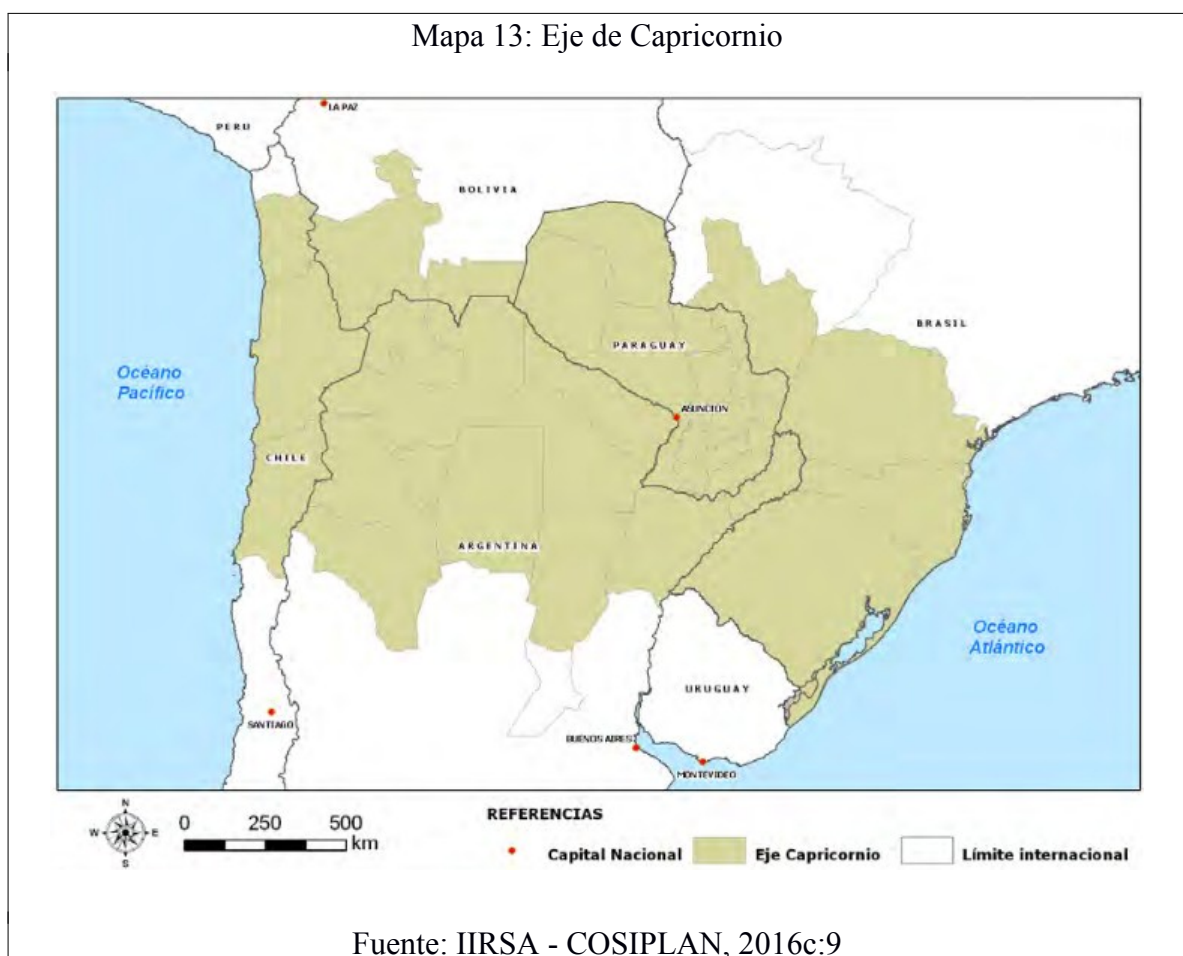 Mapa 13: Eje de Capricornio
LA PAZ
PERU
BOLIVIA
BRASIL
PARAGUAY
Océano
Pacífico
ASUNCIÓN
CHILE
ARGENTINA
Océano
Atlántico
URUGUAY
SANTIAGO
BUENOS AIRES
MONTEVIDEO
N
W E
S
0 250 500
km
REFERENCIAS
Capital Nacional
Eje Capricornio
Límite internacional
Fuente: IIRSA - COSIPLAN, 2016c:9